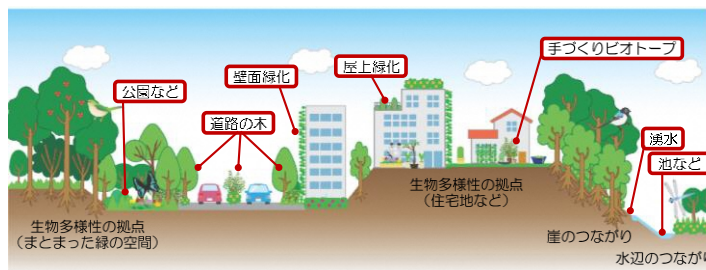 手づくりビオトープ
屋上緑化
壁面緑化
公園など
道路の木
湧水
池など
生物多様性の拠点
(住宅地など)
生物多様性の拠点
(まとまった緑の空間)
崖のつながり
水辺のつながり